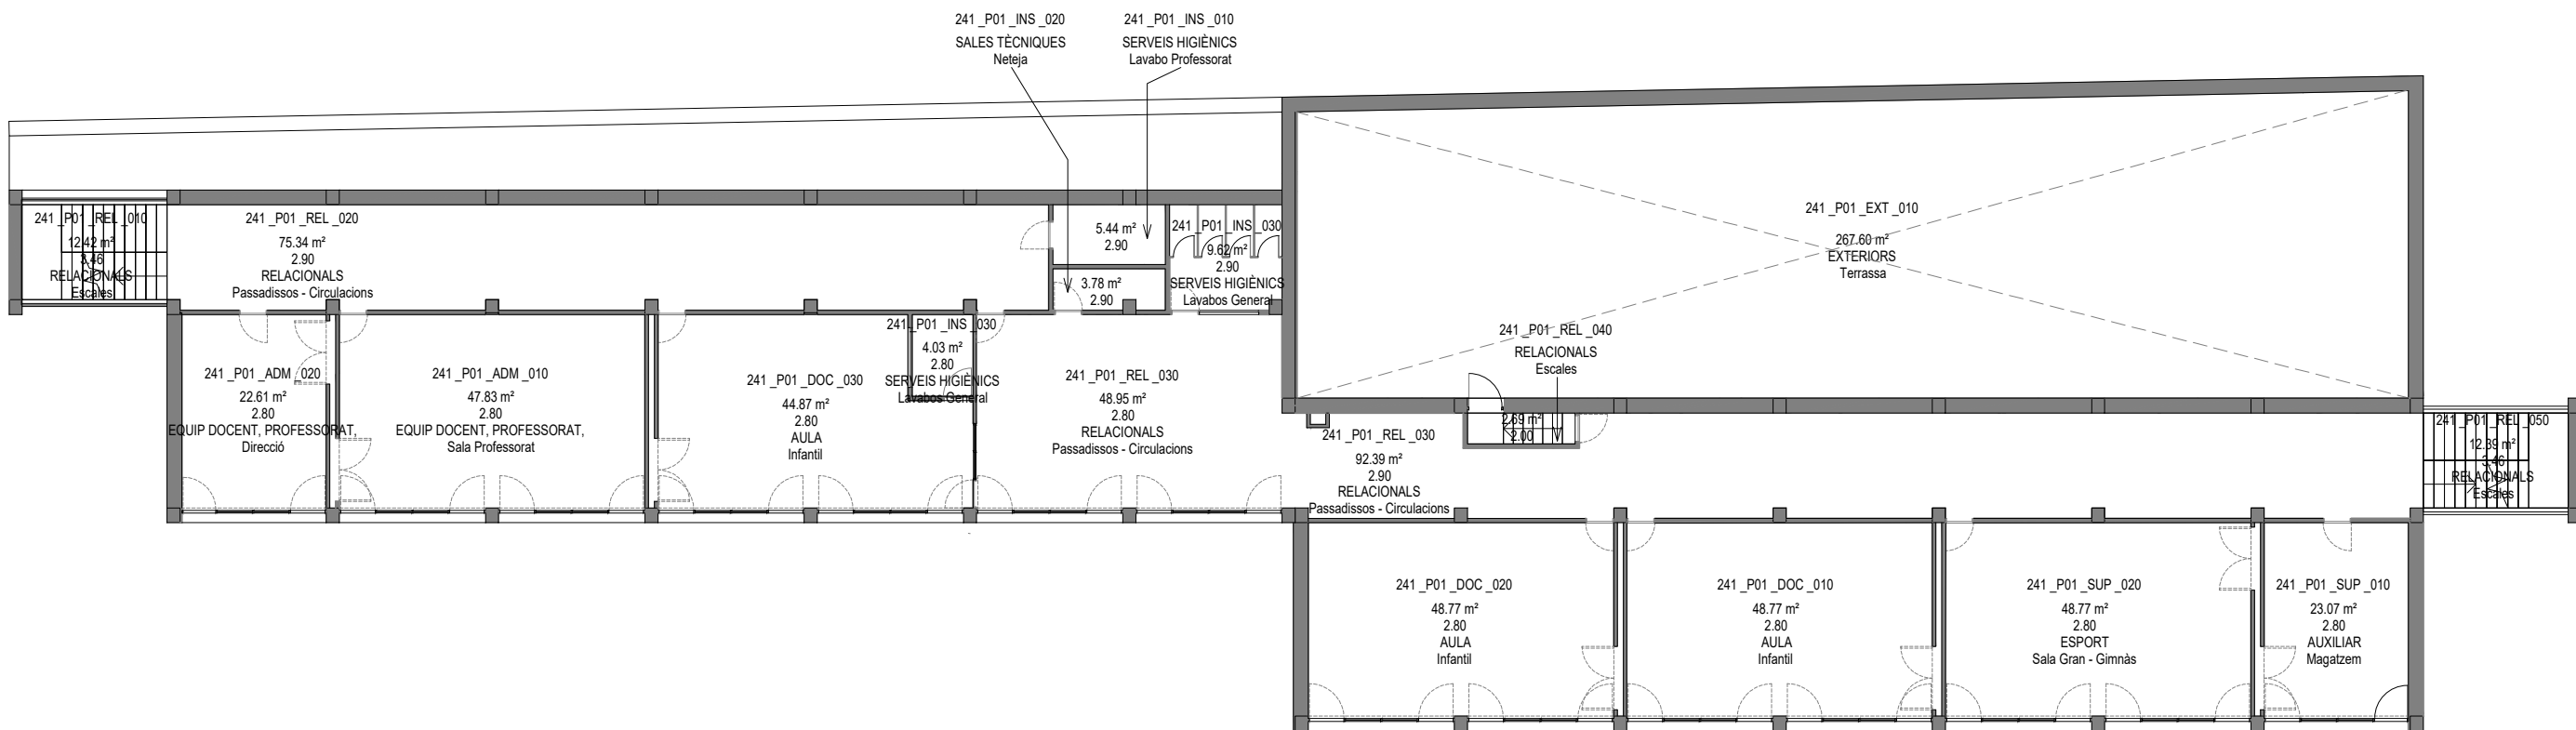 241 _P01 _INS _020
SALES TÈCNIQUES
Neteja
241 _P01 _INS _010
SERVEIS HIGIÈNICS
Lavabo Professorat
241 _P01 _REL _010
12.42 m²
3.46
RELACIONALS
Escales
241 _P01 _REL _020
75.34 m²
2.90
RELACIONALS
Passadissos - Circulacions
5.44 m²
2.90
3.78 m²
2.90
241 _P01 _INS _030
9.62 m²
2.90
SERVEIS HIGIÈNICS
Lavabos General
241 _P01 _EXT _010
267.60 m²
EXTERIORS
Terrassa
241 _P01 _ADM _020
22.61 m²
2.80
EQUIP DOCENT, PROFESSORAT,
Direcció
241 _P01 _ADM _010
47.83 m²
2.80
EQUIP DOCENT, PROFESSORAT,
Sala Professorat
241 _P01 _DOC _030
44.87 m²
2.80
AULA
Infantil
241 _P01 _INS _030
4.03 m²
2.80
SERVEIS HIGIÈNICS
Lavabos General
241 _P01 _REL _030
48.95 m²
2.80
RELACIONALS
Passadissos - Circulacions
241 _P01 _REL _040
RELACIONALS
Escales
2.69 m²
2.00
241 _P01 _REL _030
92.39 m²
2.90
RELACIONALS
Passadissos - Circulacions
241 _P01 _REL _050
12.39 m²
3.46
RELACIONALS
Escales
241 _P01 _DOC _020
48.77 m²
2.80
AULA
Infantil
241 _P01 _DOC _010
48.77 m²
2.80
AULA
Infantil
241 _P01 _SUP _020
48.77 m²
2.80
ESPORT
Sala Gran - Gimnàs
241 _P01 _SUP _010
23.07 m²
2.80
AUXILIAR
Magatzem